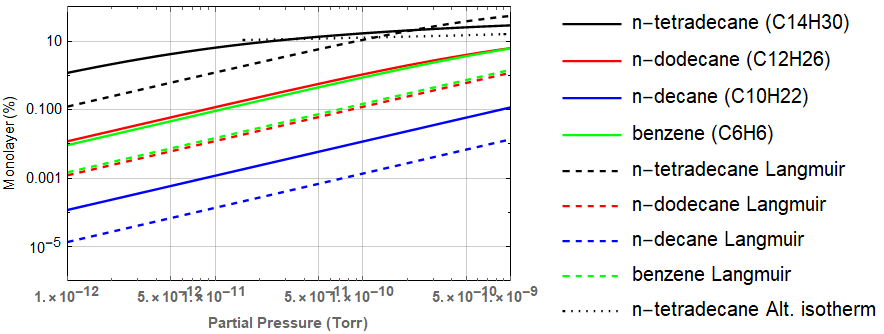 10
0.100
0.001
10−5
Monolayer (%)
1.×10−12
5.×10−12
1.×10−11
5.×10−11
1.×10−10
5.×10−10
1.×10−9
Partial Pressure (Torr)
n−tetradecane (C14H30)
n−dodecane (C12H26)
n−decane (C10H22)
benzene (C6H6)
n−tetradecane Langmuir
n−dodecane Langmuir
n−decane Langmuir
benzene Langmuir
n−tetradecane Alt. isotherm